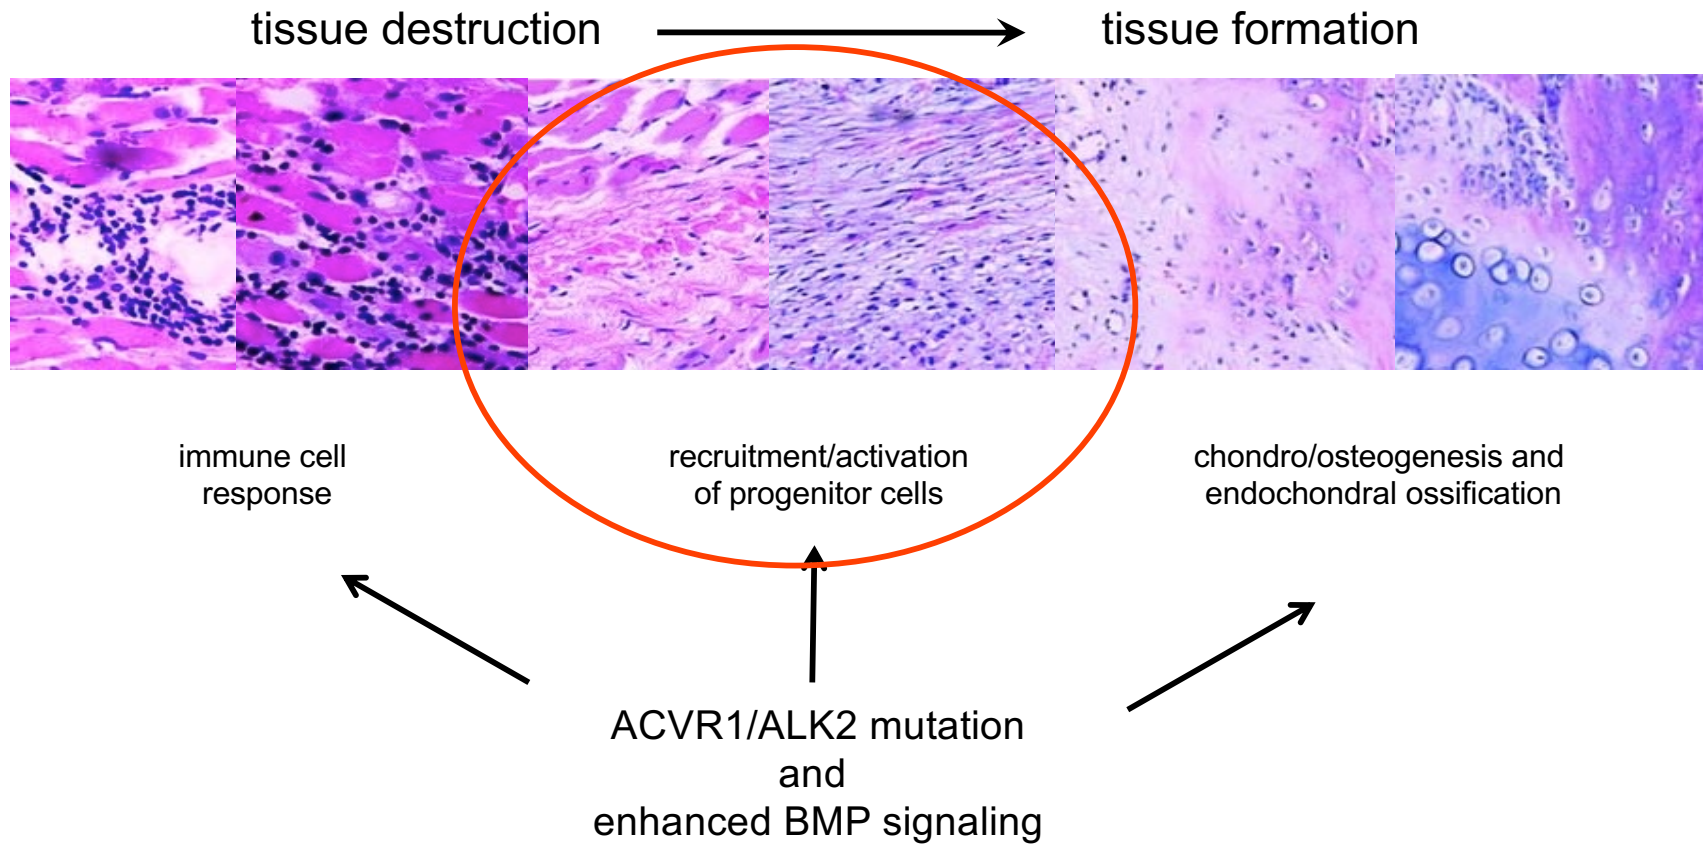 tissue destruction
tissue formation
immune cell
response
recruitment/activation
of progenitor cells
chondro/osteogenesis and
endochondral ossification
ACVR1/ALK2 mutation
and
enhanced BMP signaling